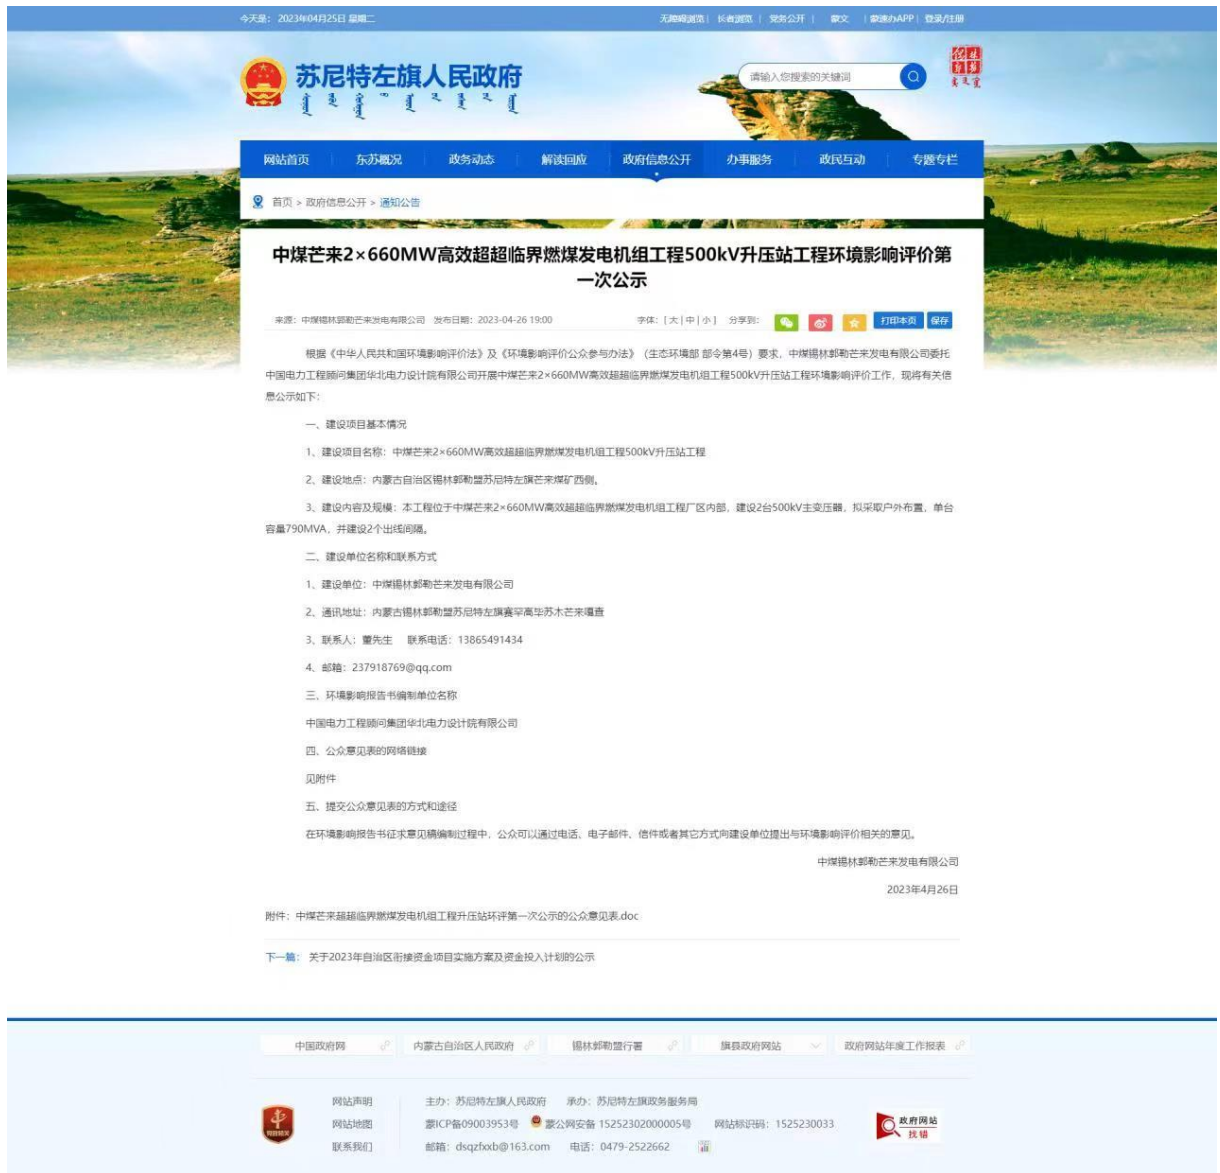 今天是：2023年04月25日 星期二
无障碍浏览 | 长者浏览 | 党务公开 | 蒙文 | 蒙速办APP | 登录/注册
苏尼特左旗人民政府
请输入您搜索的关键词
网站首页 东苏概况 政务动态 解读回应 政府信息公开 办事服务 政民互动 专题专栏
首页 > 政府信息公开 > 通知公告
中煤芒来2×660MW高效超超临界燃煤发电机组工程500kV升压站工程环境影响评价第
一次公示
来源：中煤锡林郭勒芒来发电有限公司 发布日期：2023-04-26 19:00 字体：[ 大 | 中 | 小 ] 分享到： 打印本页 保存
根据《中华人民共和国环境影响评价法》及《环境影响评价公众参与办法》（生态环境部 部令第4号）要求，中煤锡林郭勒芒来发电有限公司委托
中国电力工程顾问集团华北电力设计院有限公司开展中煤芒来2×660MW高效超超临界燃煤发电机组工程500kV升压站工程环境影响评价工作，现将有关信
息公示如下：
一、建设项目基本情况
1、建设项目名称：中煤芒来2×660MW高效超超临界燃煤发电机组工程500kV升压站工程
2、建设地点：内蒙古自治区锡林郭勒盟苏尼特左旗芒来煤矿西侧。
3、建设内容及规模：本工程位于中煤芒来2×660MW高效超超临界燃煤发电机组工程厂区内部，建设2台500kV主变压器，拟采取户外布置，单台
容量790MVA，并建设2个出线间隔。
二、建设单位名称和联系方式
1、建设单位：中煤锡林郭勒芒来发电有限公司
2、通讯地址：内蒙古锡林郭勒盟苏尼特左旗赛罕高毕苏木芒来嘎查
3、联系人：董先生 联系电话：13865491434
4、邮箱：237918769@qq.com
三、环境影响报告书编制单位名称
中国电力工程顾问集团华北电力设计院有限公司
四、公众意见表的网络链接
见附件
五、提交公众意见表的方式和途径
在环境影响报告书征求意见稿编制过程中，公众可以通过电话、电子邮件、信件或者其它方式向建设单位提出与环境影响评价相关的意见。
中煤锡林郭勒芒来发电有限公司
2023年4月26日
附件：中煤芒来超超临界燃煤发电机组工程升压站环评第一次公示的公众意见表.doc
下一篇： 关于2023年自治区衔接资金项目实施方案及资金投入计划的公示
中国政府网 内蒙古自治区人民政府 锡林郭勒盟行署 旗县政府网站 政府网站年度工作报表
网站声明 主办：苏尼特左旗人民政府 承办：苏尼特左旗政务服务局
网站地图 蒙ICP备09003953号 蒙公网安备 15252302000005号 网站标识码：1525230033
联系我们 邮箱：dsqzfxxb@163.com 电话：0479-2522662
政府网站
找错